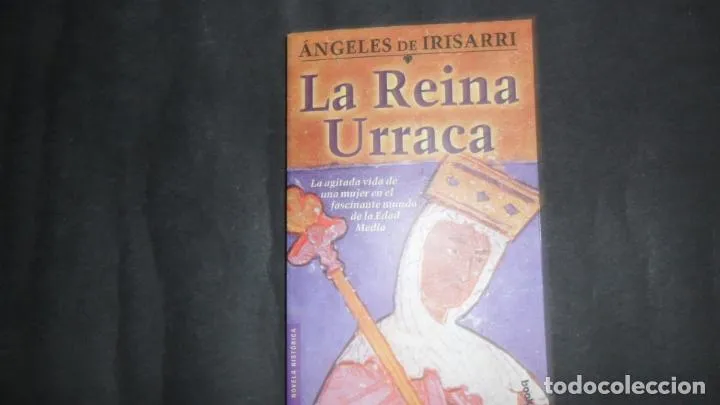 ÁNGELES DE IRISARRI
La Reina
Urraca
La agitada vida de
una mujer en el
fascinante mundo
de la Edad
Media
NOVELA HISTÓRICA
book
todocoleccion